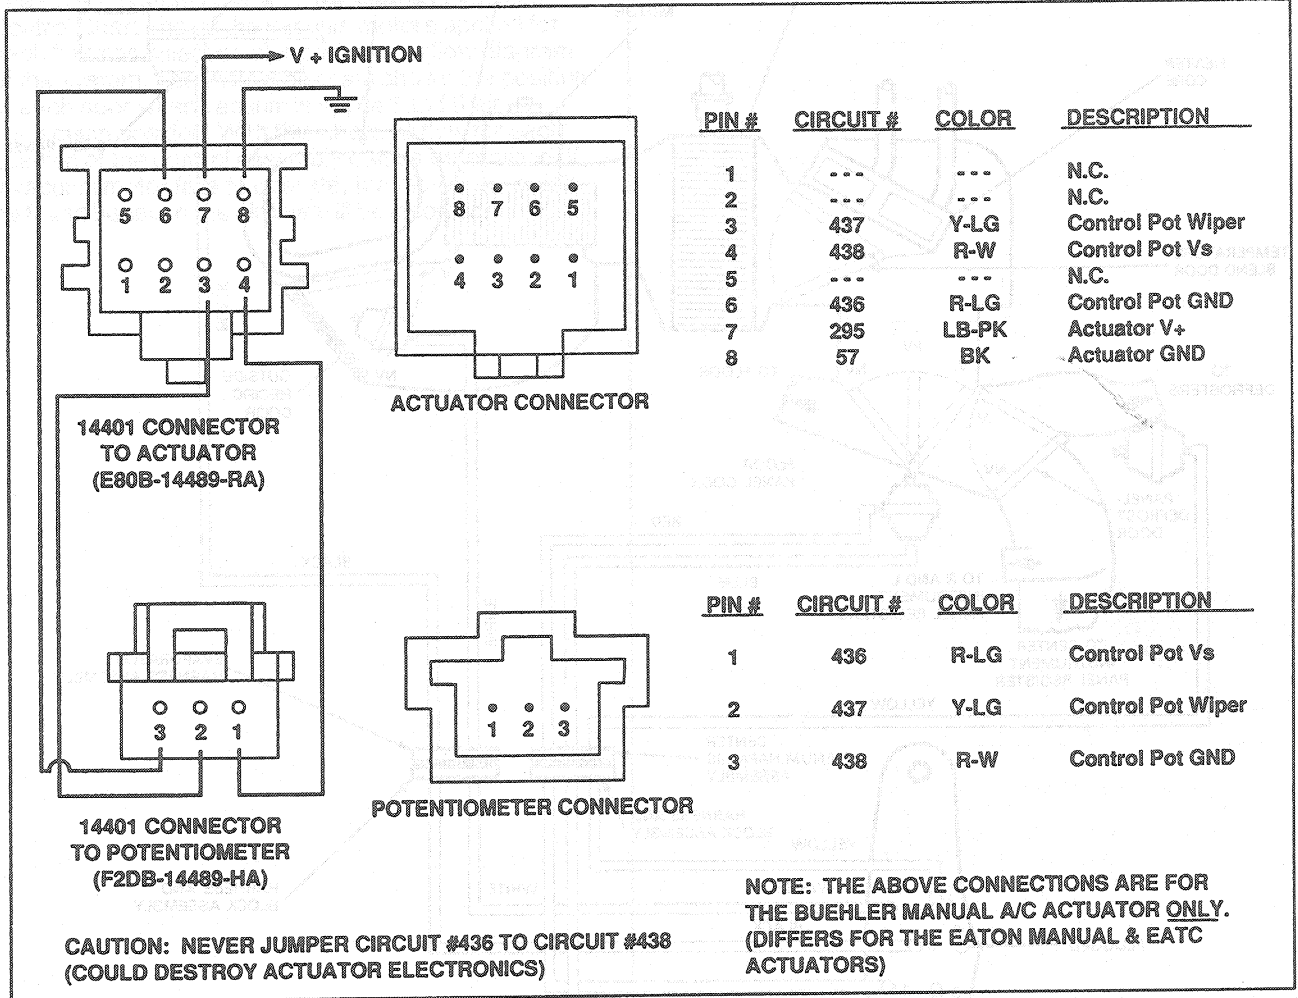 V + IGNITION
5 6 7 8
1 2 3 4
14401 CONNECTOR
TO ACTUATOR
(E80B-14489-RA)
8 7 6 5
4 3 2 1
ACTUATOR CONNECTOR
PIN # CIRCUIT # COLOR DESCRIPTION
1 --- --- N.C.
2 --- --- N.C.
3 437 Y-LG Control Pot Wiper
4 438 R-W Control Pot Vs
5 --- --- N.C.
6 436 R-LG Control Pot GND
7 295 LB-PK Actuator V+
8 57 BK Actuator GND
3 2 1
14401 CONNECTOR
TO POTENTIOMETER
(F2DB-14489-HA)
1 2 3
POTENTIOMETER CONNECTOR
PIN # CIRCUIT # COLOR DESCRIPTION
1 436 R-LG Control Pot Vs
2 437 Y-LG Control Pot Wiper
3 438 R-W Control Pot GND
CAUTION: NEVER JUMPER CIRCUIT #436 TO CIRCUIT #438
(COULD DESTROY ACTUATOR ELECTRONICS)
NOTE: THE ABOVE CONNECTIONS ARE FOR
THE BUEHLER MANUAL A/C ACTUATOR ONLY.
(DIFFERS FOR THE EATON MANUAL & EATC
ACTUATORS)